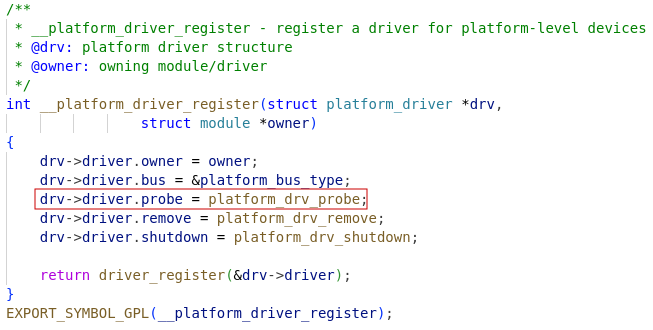 /**
 * __platform_driver_register - register a driver for platform-level devices
 * @drv: platform driver structure
 * @owner: owning module/driver
 */
int __platform_driver_register(struct platform_driver *drv,
                struct module *owner)
{
    drv->driver.owner = owner;
    drv->driver.bus = &platform_bus_type;
    drv->driver.probe = platform_drv_probe;
    drv->driver.remove = platform_drv_remove;
    drv->driver.shutdown = platform_drv_shutdown;

    return driver_register(&drv->driver);
}
EXPORT_SYMBOL_GPL(__platform_driver_register);